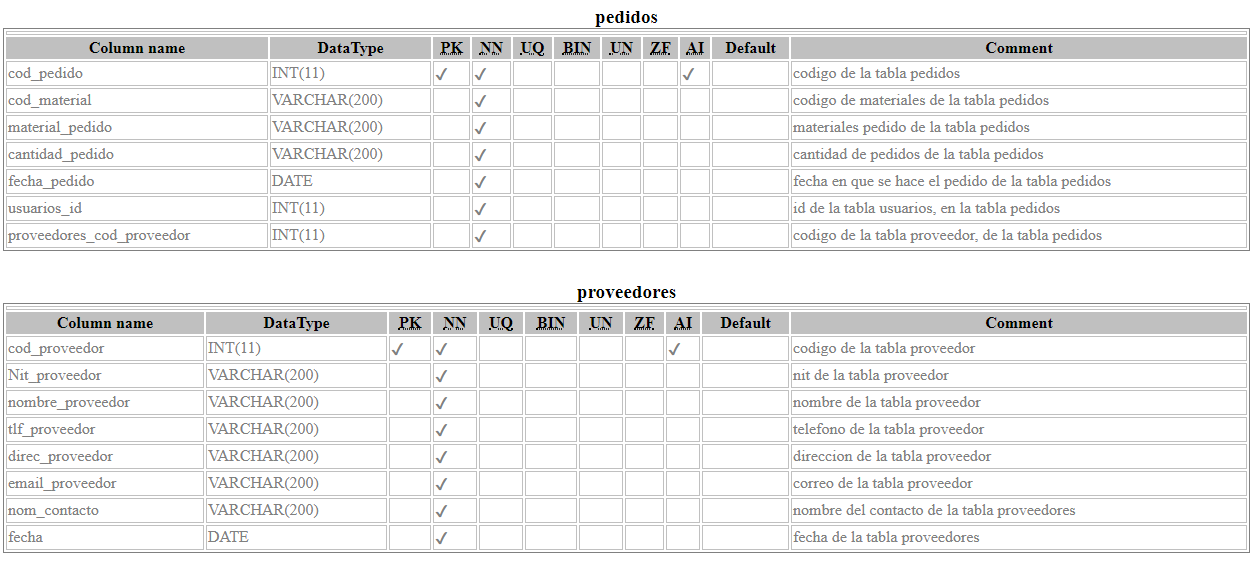 pedidos
Column name DataType PK NN UQ BIN UN ZF AI Default Comment
cod_pedido INT(11) ✓ ✓ ✓ codigo de la tabla pedidos
cod_material VARCHAR(200) ✓ codigo de materiales de la tabla pedidos
material_pedido VARCHAR(200) ✓ materiales pedido de la tabla pedidos
cantidad_pedido VARCHAR(200) ✓ cantidad de pedidos de la tabla pedidos
fecha_pedido DATE ✓ fecha en que se hace el pedido de la tabla pedidos
usuarios_id INT(11) ✓ id de la tabla usuarios, en la tabla pedidos
proveedores_cod_proveedor INT(11) ✓ codigo de la tabla proveedor, de la tabla pedidos
proveedores
Column name DataType PK NN UQ BIN UN ZF AI Default Comment
cod_proveedor INT(11) ✓ ✓ ✓ codigo de la tabla proveedor
Nit_proveedor VARCHAR(200) ✓ nit de la tabla proveedor
nombre_proveedor VARCHAR(200) ✓ nombre de la tabla proveedor
tlf_proveedor VARCHAR(200) ✓ telefono de la tabla proveedor
direc_proveedor VARCHAR(200) ✓ direccion de la tabla proveedor
email_proveedor VARCHAR(200) ✓ correo de la tabla proveedor
nom_contacto VARCHAR(200) ✓ nombre del contacto de la tabla proveedores
fecha DATE ✓ fecha de la tabla proveedores